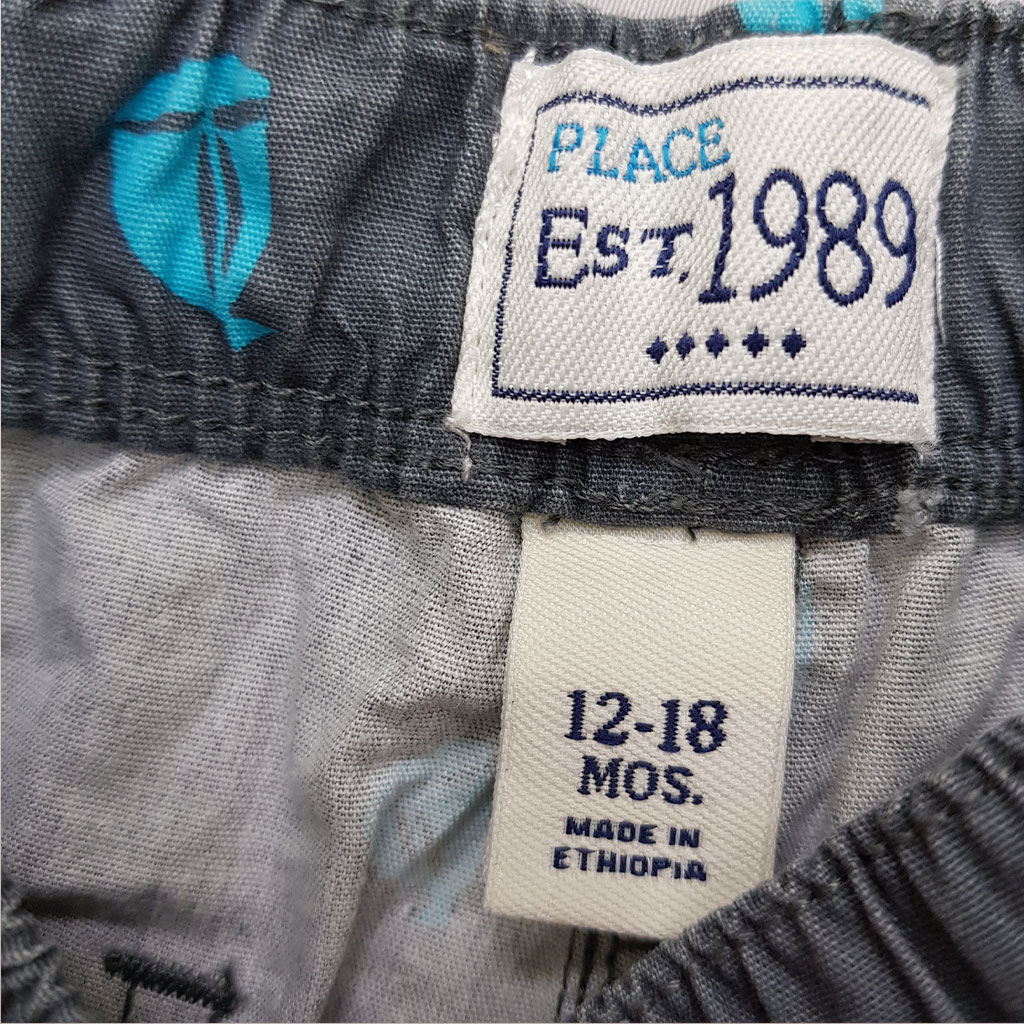 PLACE
EST. 1989
12-18
MOS.
MADE IN
ETHIOPIA